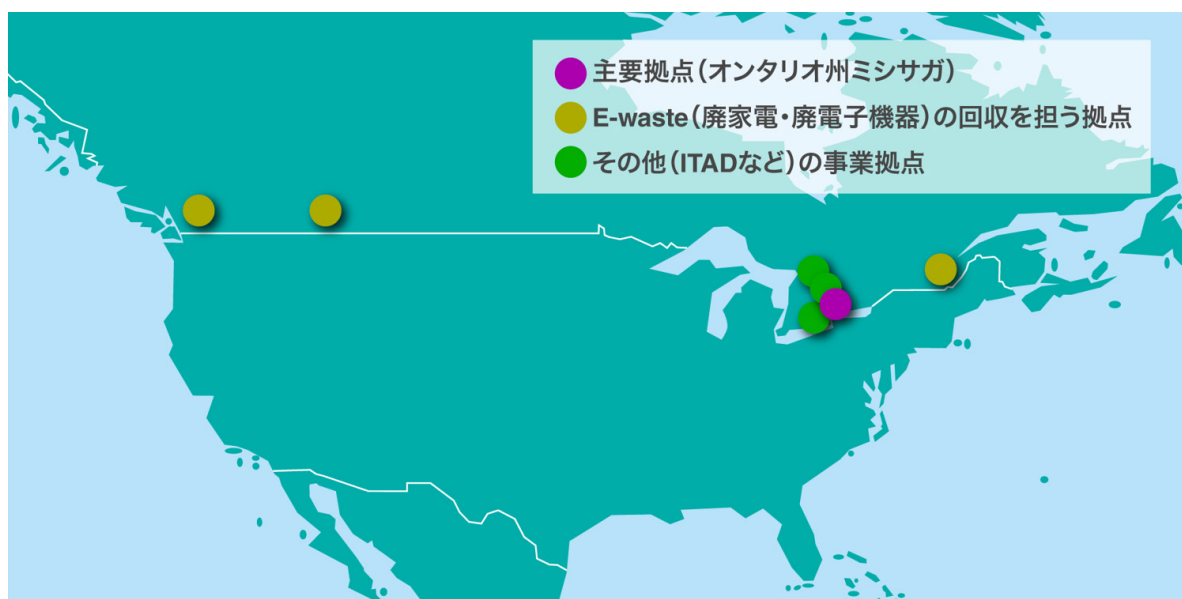 主要拠点（オンタリオ州ミシサガ）
E-waste（廃家電・廃電子機器）の回収を担う拠点
その他（ITADなど）の事業拠点